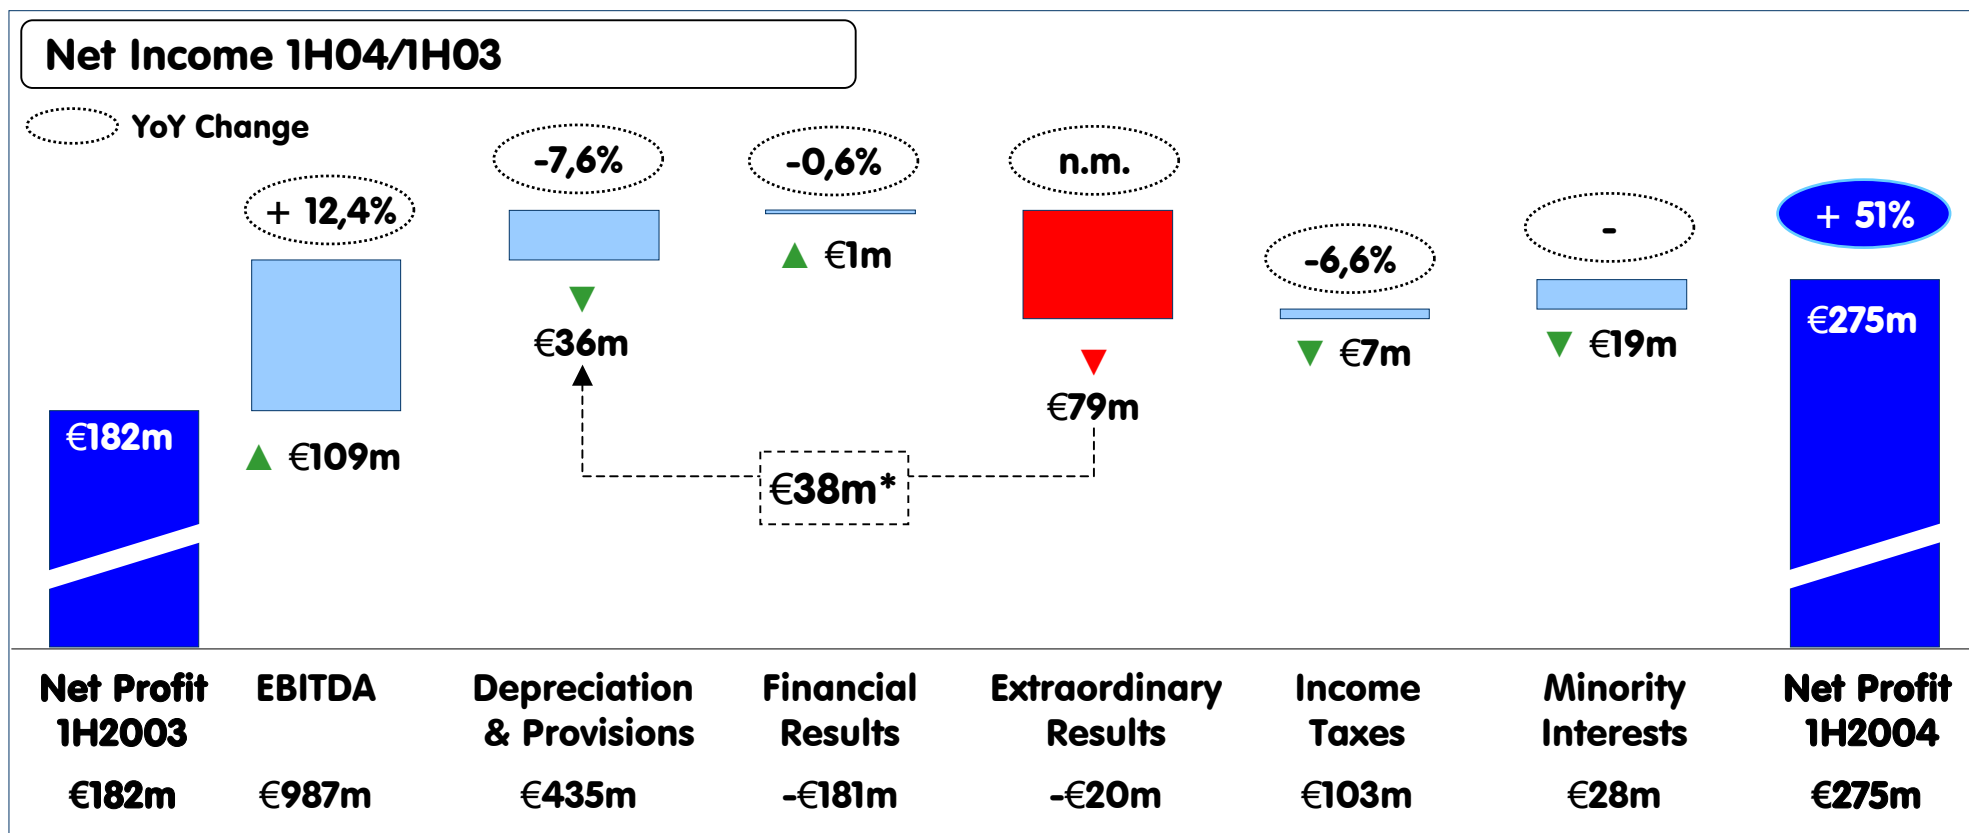 Net Income 1H04/1H03
YoY Change
+ 12,4%
-7,6%
-0,6%
n.m.
-6,6%
-
+ 51%
€182m
€109m
€36m
€1m
€79m
€7m
€19m
€275m
€38m*
Net Profit
1H2003
€182m
EBITDA
€987m
Depreciation
& Provisions
€435m
Financial
Results
-€181m
Extraordinary
Results
-€20m
Income
Taxes
€103m
Minority
Interests
€28m
Net Profit
1H2004
€275m